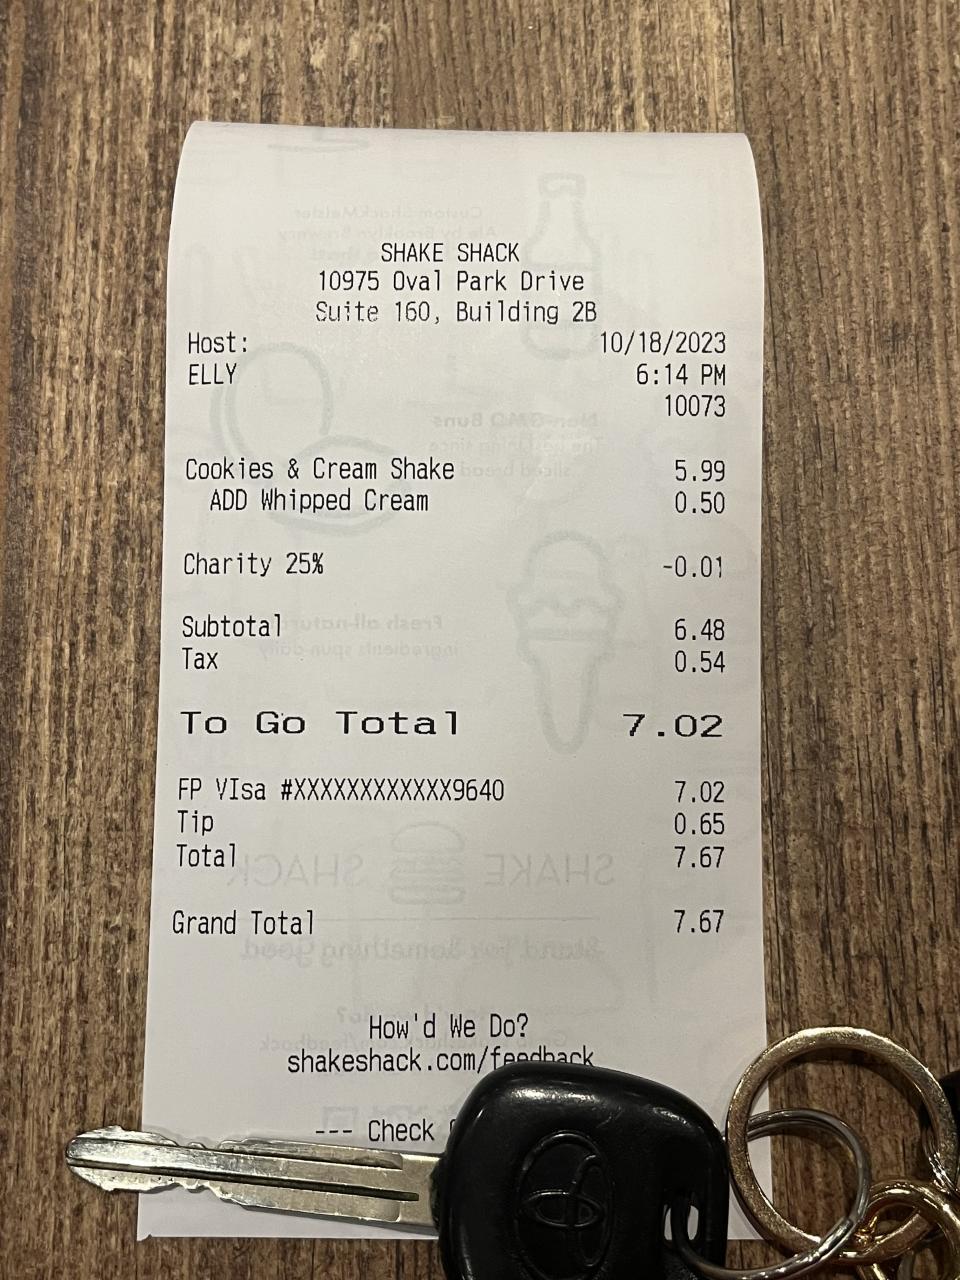 SHAKE SHACK
10975 Oval Park Drive
Suite 160, Building 2B
Host: 10/18/2023
ELLY 6:14 PM
10073
Cookies & Cream Shake 5.99
ADD Whipped Cream 0.50
Charity 25% -0.01
Subtotal 6.48
Tax 0.54
To Go Total 7.02
FP VIsa #XXXXXXXXXXXX9640 7.02
Tip 0.65
Total 7.67
Grand Total 7.67
How'd We Do?
shakeshack.com/feedback
--- Check